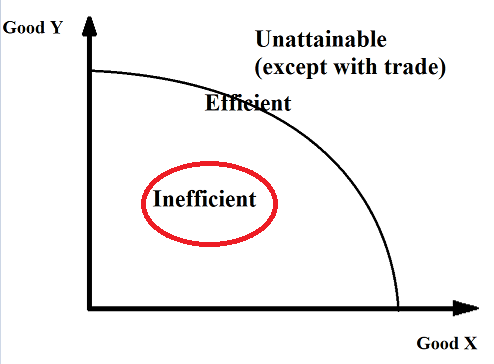 Good Y
Unattainable
(except with trade)
Efficient
Inefficient
Good X